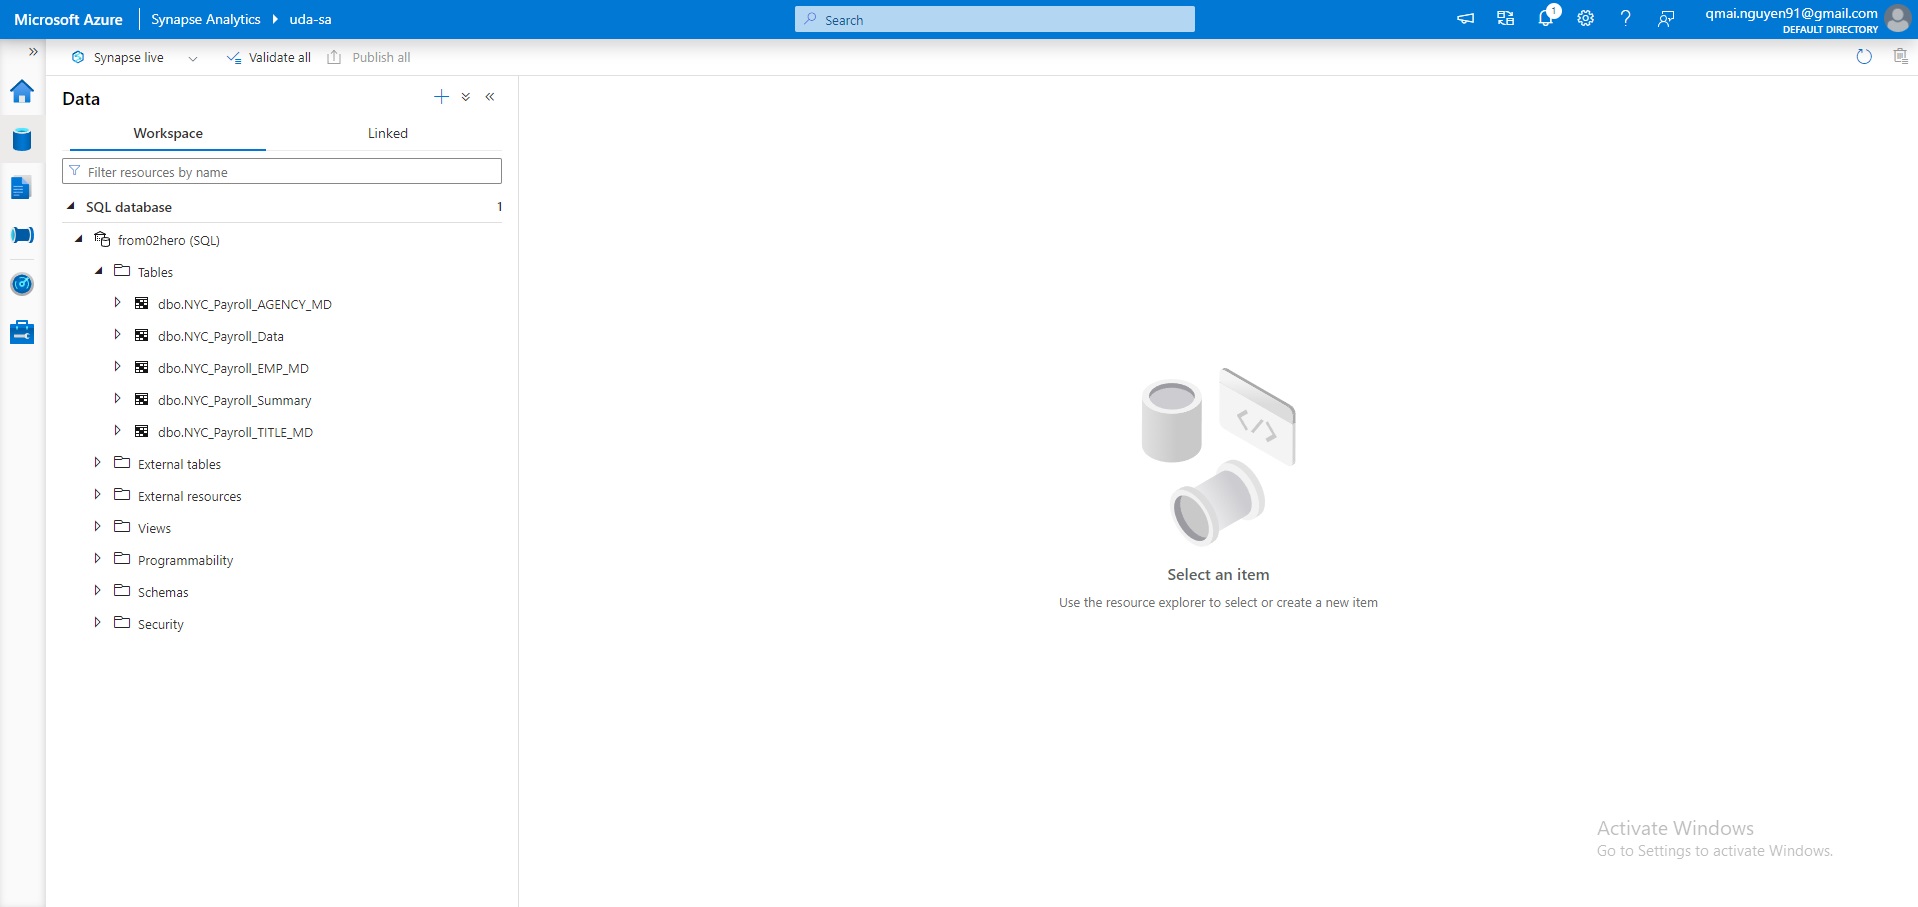 Microsoft Azure
Synapse Analytics
uda-sa
Search
1
qmai.nguyen91@gmail.com
DEFAULT DIRECTORY
Synapse live
Validate all
Publish all
Data
Workspace
Linked
Filter resources by name
SQL database 1
from02hero (SQL)
Tables
dbo.NYC_Payroll_AGENCY_MD
dbo.NYC_Payroll_Data
dbo.NYC_Payroll_EMP_MD
dbo.NYC_Payroll_Summary
dbo.NYC_Payroll_TITLE_MD
External tables
External resources
Views
Programmability
Schemas
Security
Select an item
Use the resource explorer to select or create a new item
Activate Windows
Go to Settings to activate Windows.